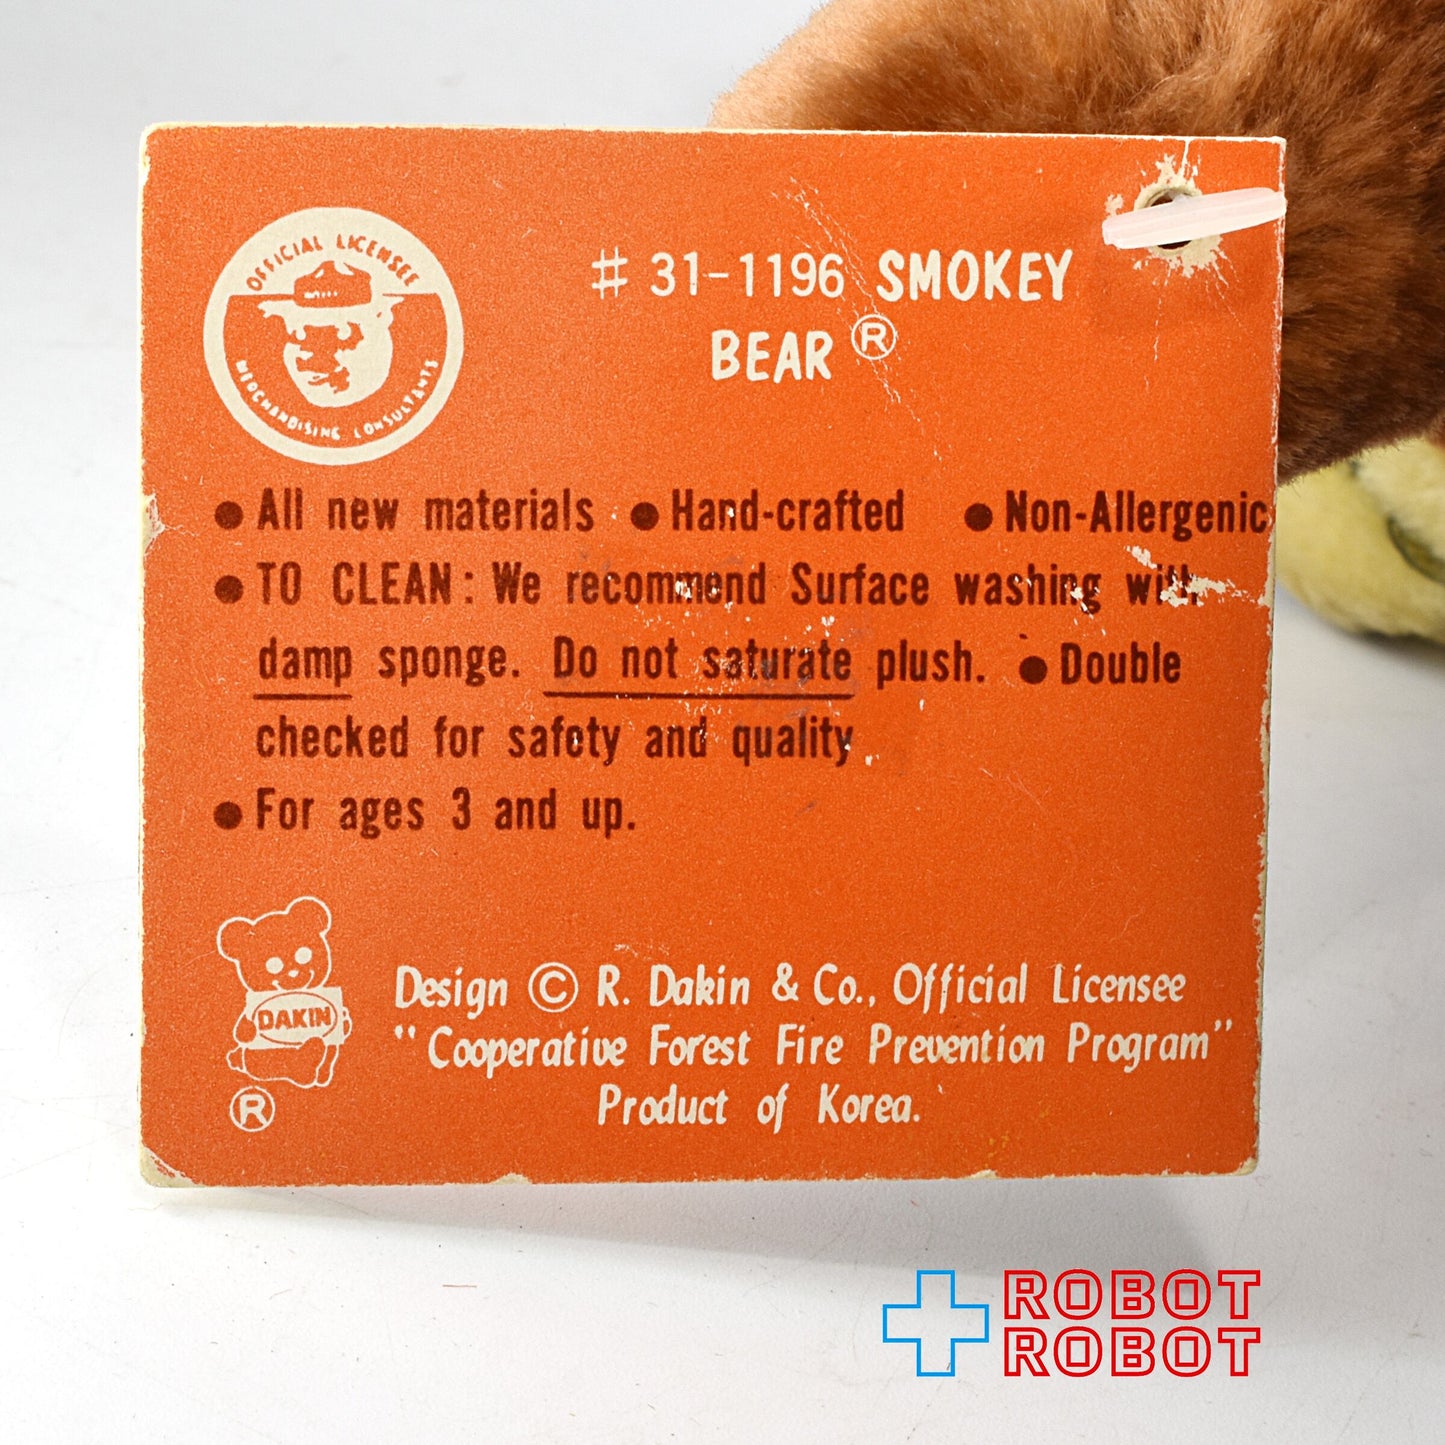 OFFICIAL LICENSEE
MERCHANDISING CONSULTANTS
# 31-1196 SMOKEY
BEAR ®
● All new materials ● Hand-crafted ● Non-Allergenic
● TO CLEAN: We recommend Surface washing with
damp sponge. Do not saturate plush. ● Double
checked for safety and quality
● For ages 3 and up.
DAKIN
®
Design © R. Dakin & Co., Official Licensee
"Cooperative Forest Fire Prevention Program"
Product of Korea.
ROBOT
ROBOT